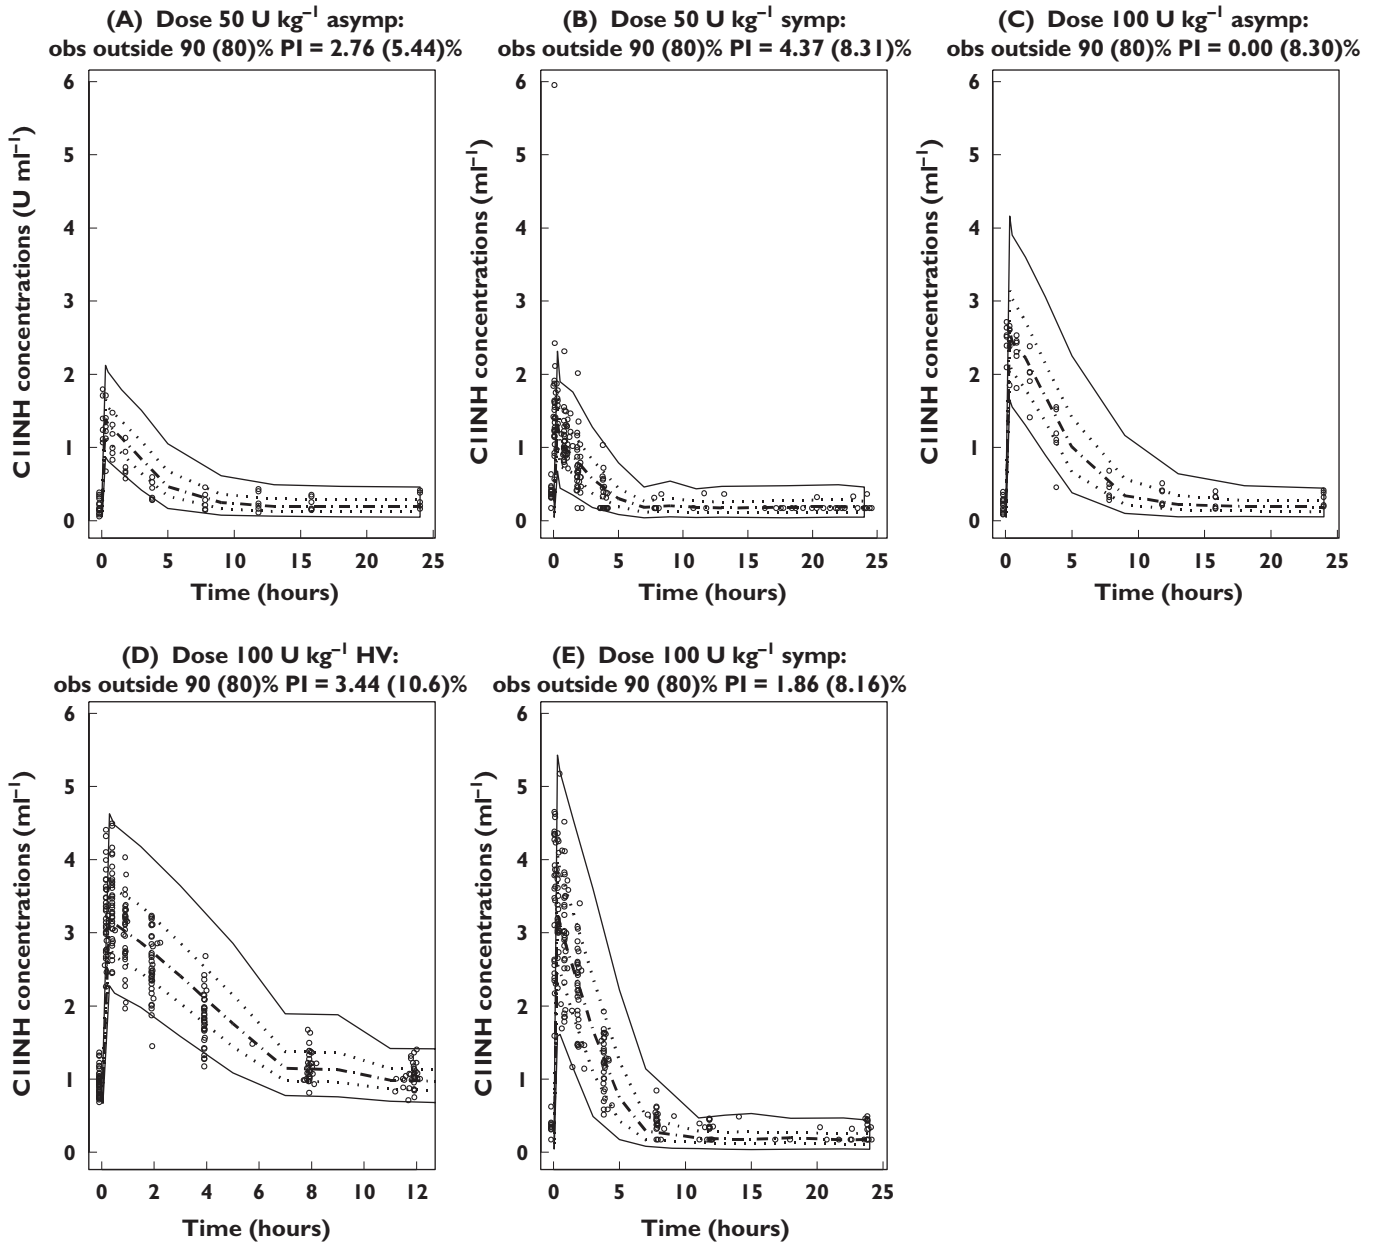 (A) Dose 50 U kg⁻¹ asymp:
obs outside 90 (80)% PI = 2.76 (5.44)%
C1INH concentrations (U ml⁻¹)
6
5
4
3
2
1
0
0 5 10 15 20 25
Time (hours)
(B) Dose 50 U kg⁻¹ symp:
obs outside 90 (80)% PI = 4.37 (8.31)%
C1INH concentrations (ml⁻¹)
6
5
4
3
2
1
0
0 5 10 15 20 25
Time (hours)
(C) Dose 100 U kg⁻¹ asymp:
obs outside 90 (80)% PI = 0.00 (8.30)%
C1INH concentrations (ml⁻¹)
6
5
4
3
2
1
0
0 5 10 15 20 25
Time (hours)
(D) Dose 100 U kg⁻¹ HV:
obs outside 90 (80)% PI = 3.44 (10.6)%
C1INH concentrations (ml⁻¹)
6
5
4
3
2
1
0
0 2 4 6 8 10 12
Time (hours)
(E) Dose 100 U kg⁻¹ symp:
obs outside 90 (80)% PI = 1.86 (8.16)%
C1INH concentrations (ml⁻¹)
6
5
4
3
2
1
0
0 5 10 15 20 25
Time (hours)